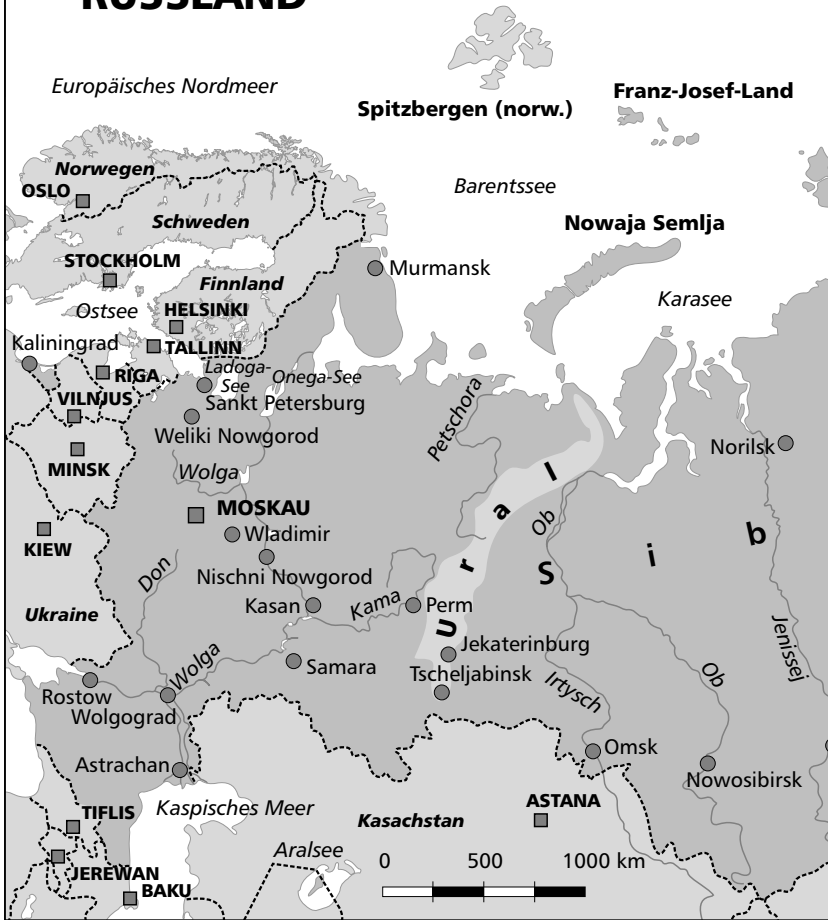 RUSSLAND
Europäisches Nordmeer
Spitzbergen (norw.)
Franz-Josef-Land
Norwegen
OSLO
Barentssee
Schweden
Nowaja Semlja
STOCKHOLM
Murmansk
Finnland
Karasee
Ostsee
HELSINKI
Kaliningrad
TALLINN
RIGA
Ladoga-
See
Onega-See
VILNJUS
Sankt Petersburg
Petschora
Weliki Nowgorod
Norilsk
MINSK
Wolga
Ural
MOSKAU
Ob
Sib
Wladimir
KIEW
Don
Nischni Nowgorod
Kasan
Kama
Perm
Ukraine
Jenissej
Jekaterinburg
Wolga
Samara
Tscheljabinsk
Irtysch
Ob
Rostow
Wolgograd
Omsk
Astrachan
Nowosibirsk
Kaspisches Meer
ASTANA
TIFLIS
Kasachstan
Aralsee
0 500 1000 km
JEREWAN
BAKU